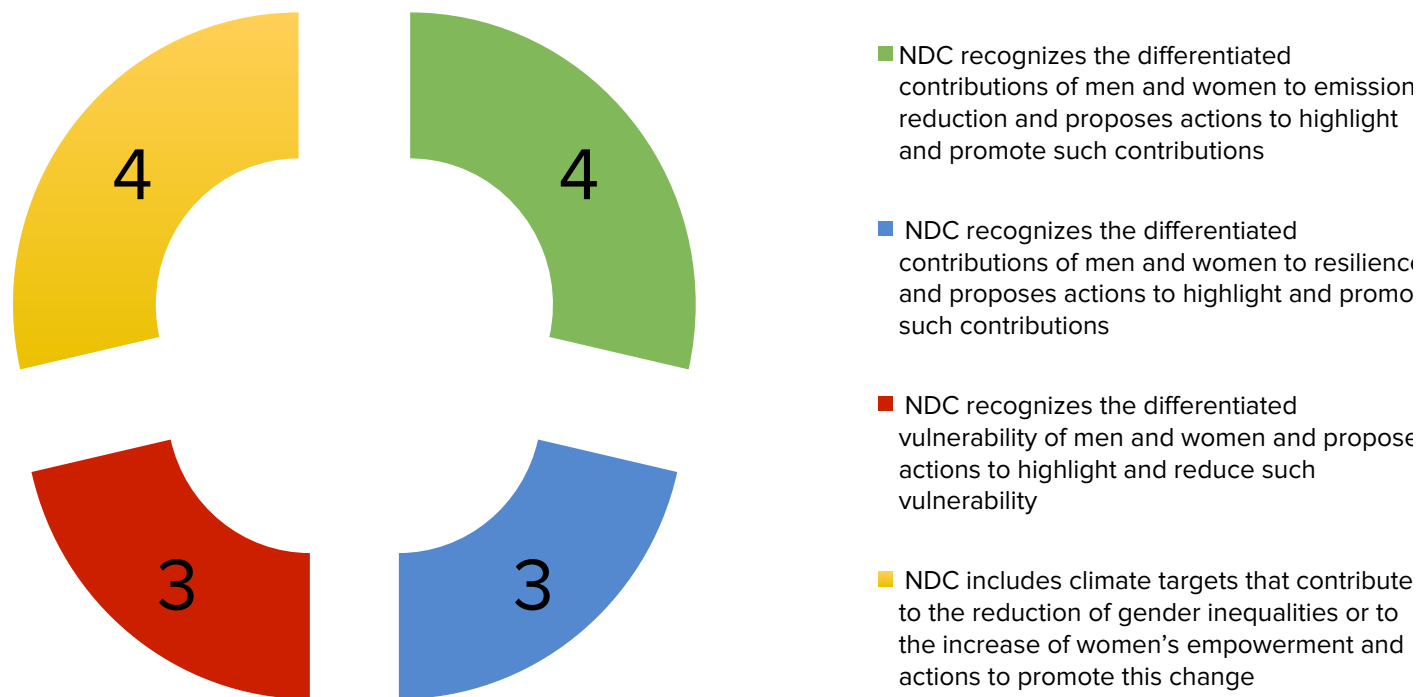 4
4
3
3
NDC recognizes the differentiated
contributions of men and women to emission
reduction and proposes actions to highlight
and promote such contributions
NDC recognizes the differentiated
contributions of men and women to resilience
and proposes actions to highlight and promo
such contributions
NDC recognizes the differentiated
vulnerability of men and women and propose
actions to highlight and reduce such
vulnerability
NDC includes climate targets that contribute
to the reduction of gender inequalities or to
the increase of women’s empowerment and
actions to promote this change